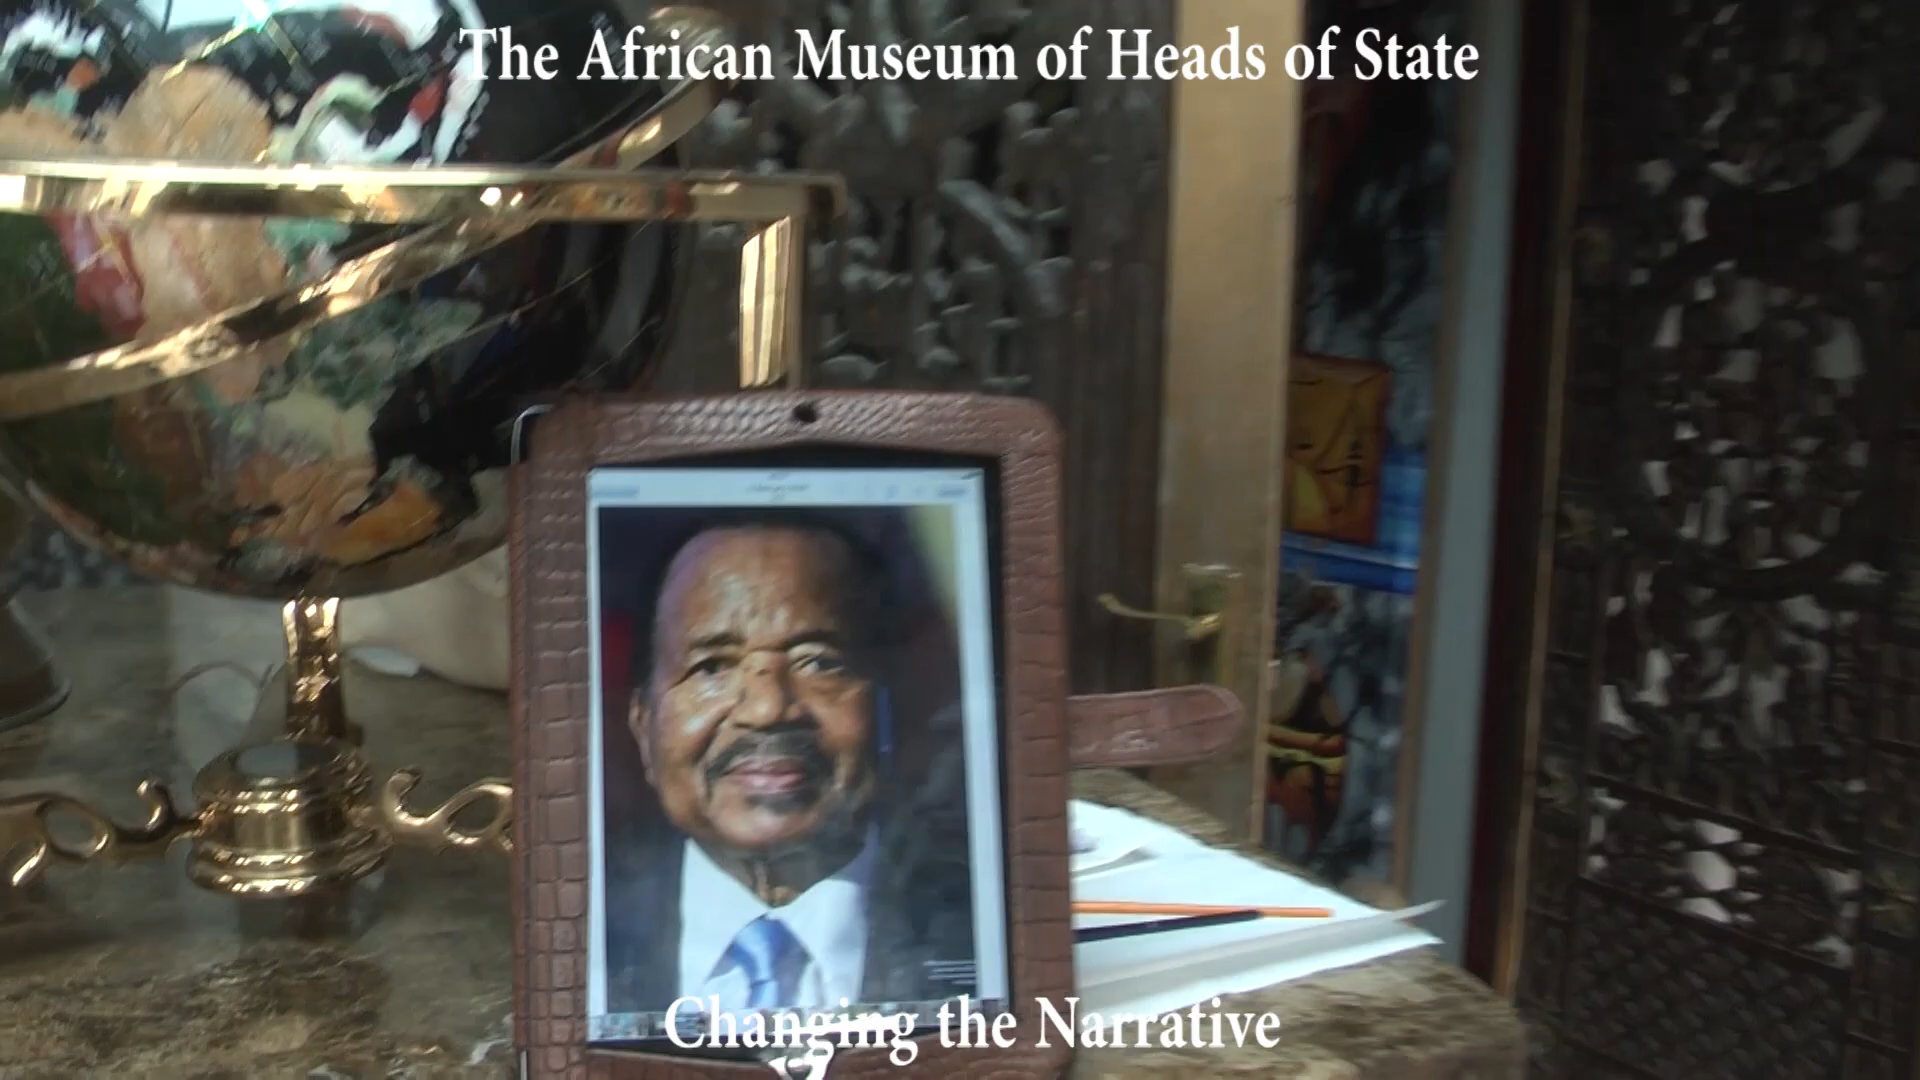 The African Museum of Heads of State
Changing the Narrative